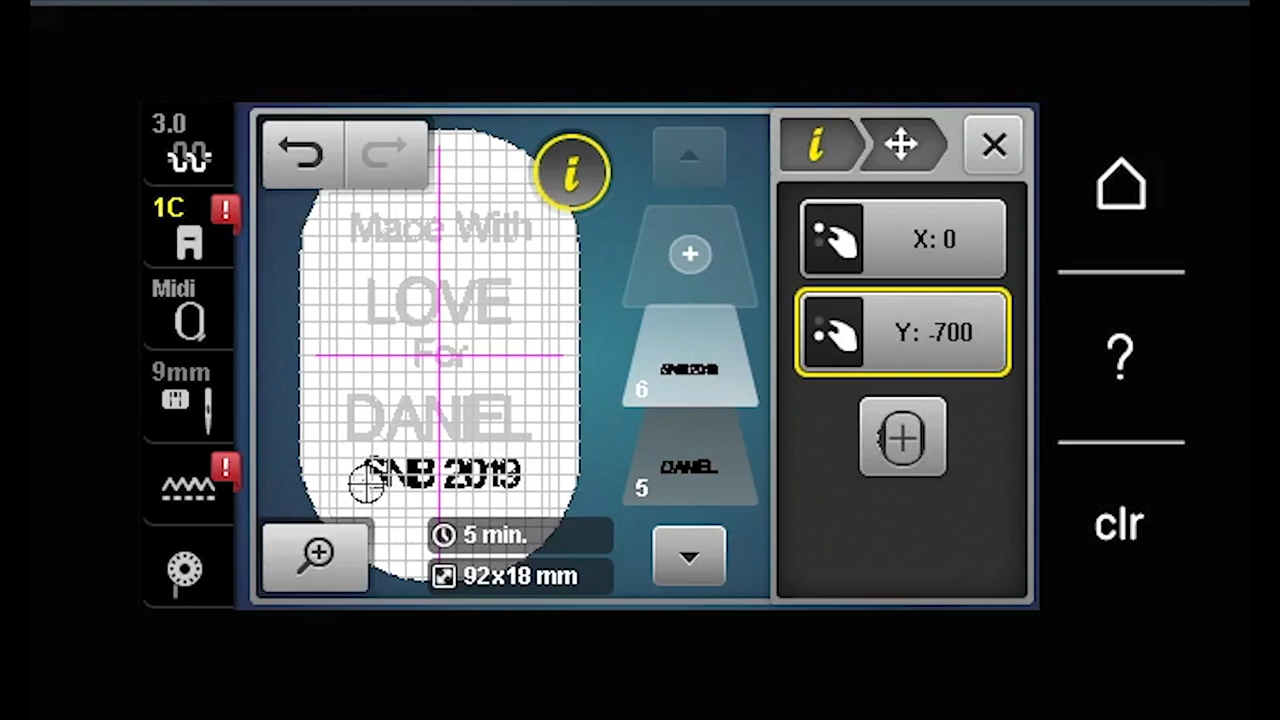 3.0
1C
!
Midi
9mm
!
i
Made With
LOVE
For
DANIEL
SNB 2019
5 min.
92x18 mm
6
DANIEL
5
i
X: 0
Y: -700
?
clr